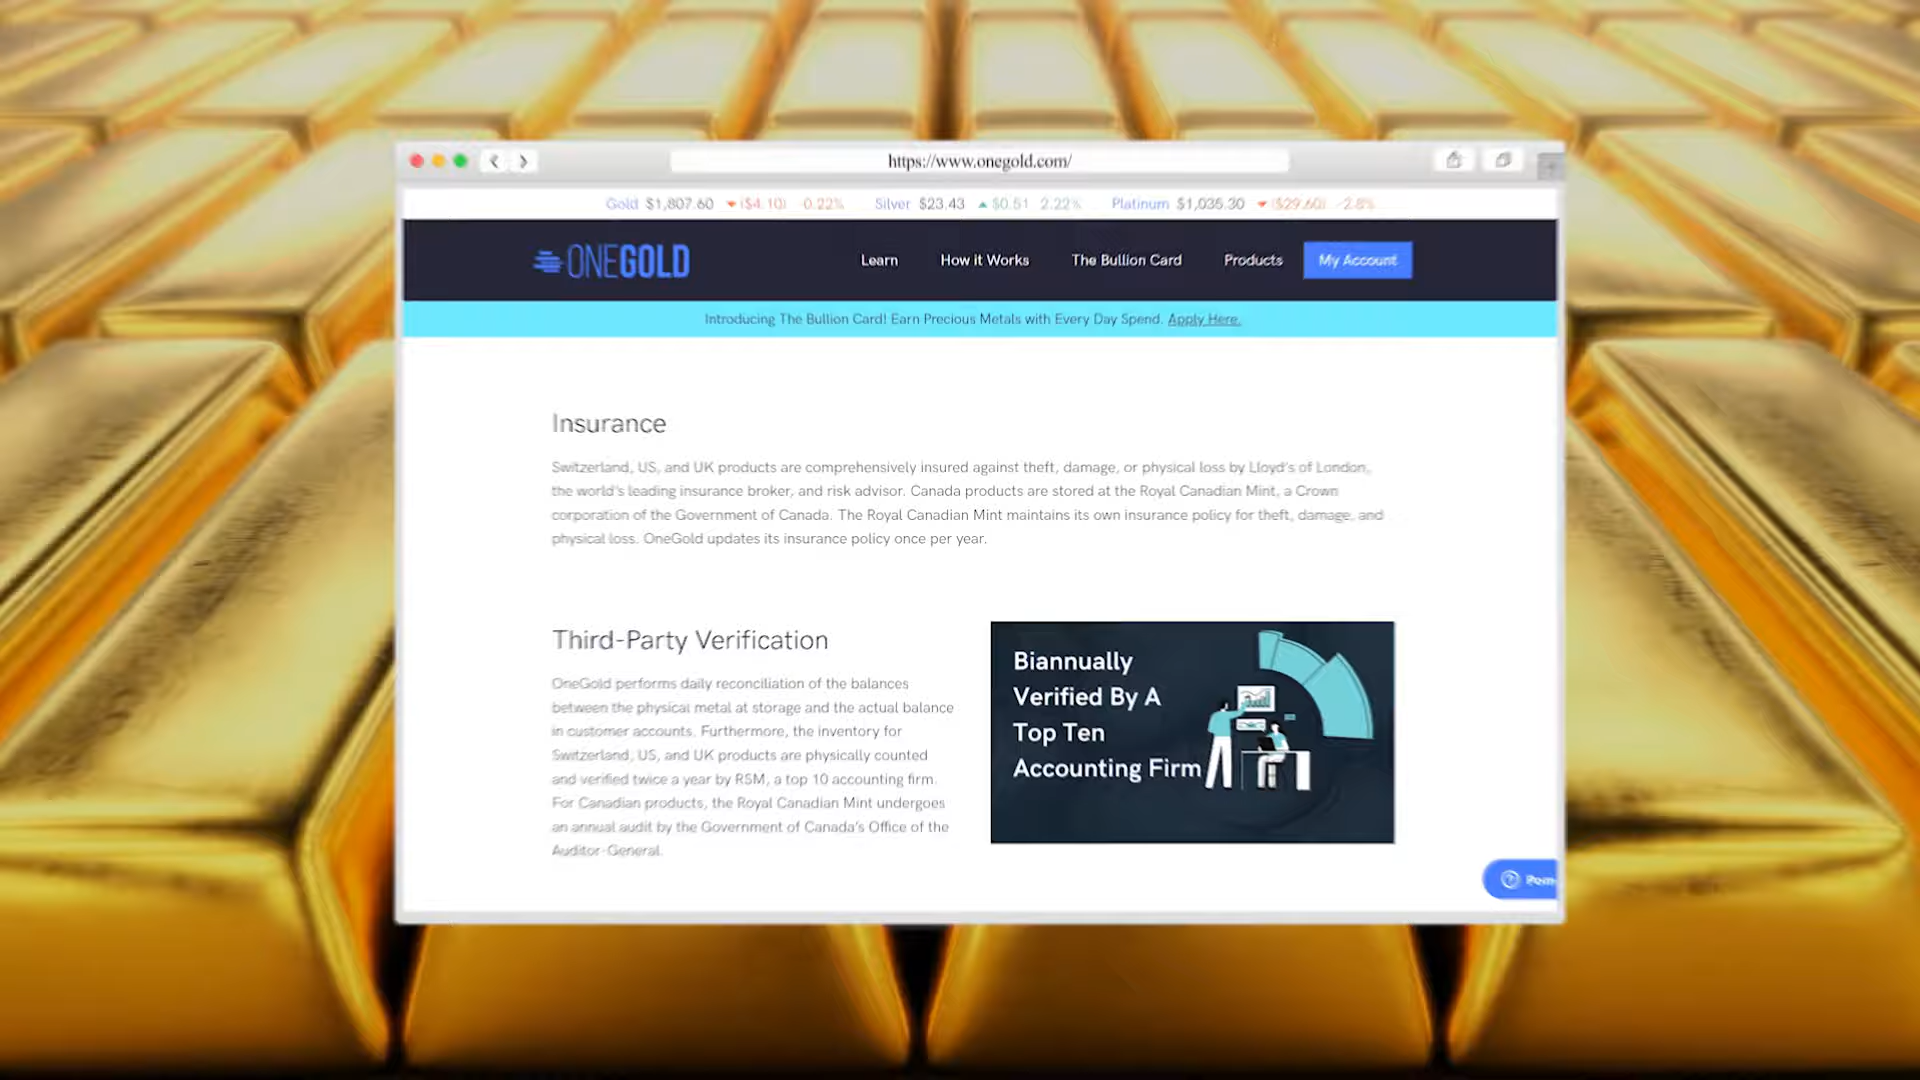 https://www.onegold.com/
Gold $1,807.60 ($4.10) -0.22% Silver $23.43 $0.51 2.22% Platinum $1,035.30 ($29.60) -2.8%
ONEGOLD
Learn How it Works The Bullion Card Products My Account
Introducing The Bullion Card! Earn Precious Metals with Every Day Spend. Apply Here.
Insurance
Switzerland, US, and UK products are comprehensively insured against theft, damage, or physical loss by Lloyd's of London,
the world's leading insurance broker, and risk advisor. Canada products are stored at the Royal Canadian Mint, a Crown
corporation of the Government of Canada. The Royal Canadian Mint maintains its own insurance policy for theft, damage, and
physical loss. OneGold updates its insurance policy once per year.
Third-Party Verification
OneGold performs daily reconciliation of the balances
between the physical metal at storage and the actual balance
in customer accounts. Furthermore, the inventory for
Switzerland, US, and UK products are physically counted
and verified twice a year by RSM, a top 10 accounting firm.
For Canadian products, the Royal Canadian Mint undergoes
an annual audit by the Government of Canada's Office of the
Auditor-General.
Biannually
Verified By A
Top Ten
Accounting Firm